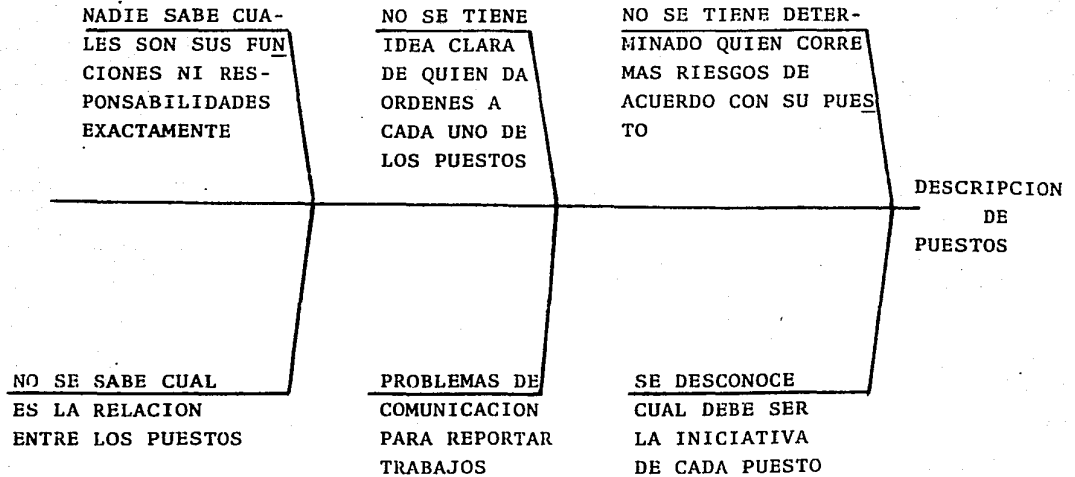 NADIE SABE CUA-
LES SON SUS FUN
CIONES NI RES-
PONSABILIDADES
EXACTAMENTE
NO SE TIENE
IDEA CLARA
DE QUIEN DA
ORDENES A
CADA UNO DE
LOS PUESTOS
NO SE TIENE DETER-
MINADO QUIEN CORRE
MAS RIESGOS DE
ACUERDO CON SU PUES
TO
DESCRIPCION
DE
PUESTOS
NO SE SABE CUAL
ES LA RELACION
ENTRE LOS PUESTOS
PROBLEMAS DE
COMUNICACION
PARA REPORTAR
TRABAJOS
SE DESCONOCE
CUAL DEBE SER
LA INICIATIVA
DE CADA PUESTO